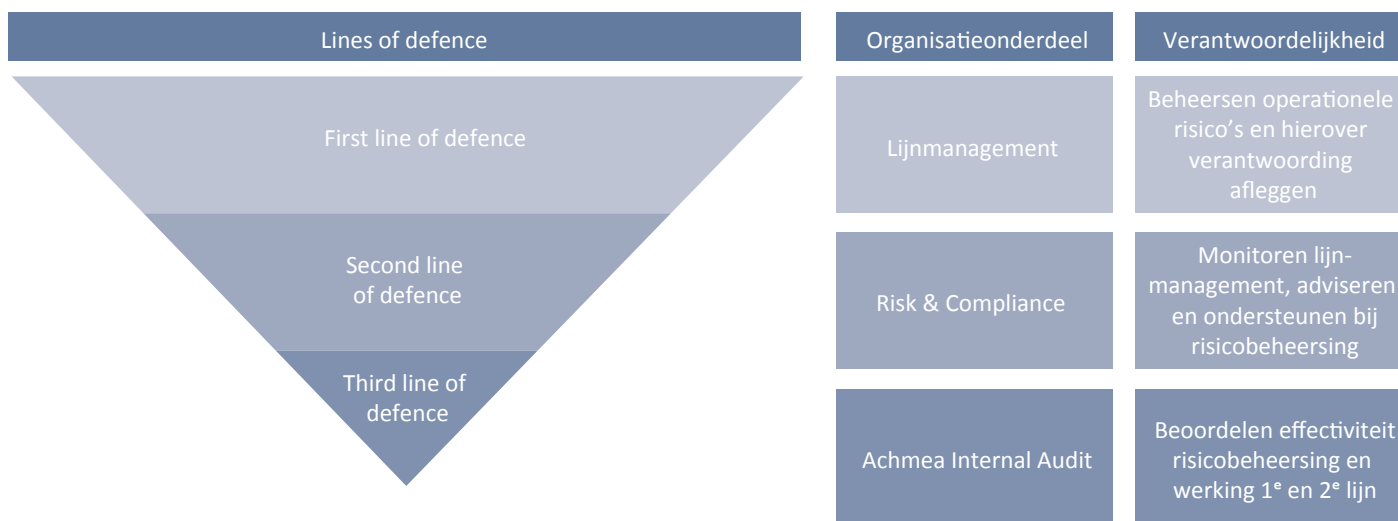 Lines of defence
Organisatieonderdeel
Verantwoordelijkheid
First line of defence
Lijnmanagement
Beheersen operationele
risico's en hierover
verantwoording
afleggen
Second line
of defence
Risk & Compliance
Monitoren lijn-
management, adviseren
en ondersteunen bij
risicobeheersing
Third line of
defence
Achmea Internal Audit
Beoordelen effectiviteit
risicobeheersing en
werking 1ᵉ en 2ᵉ lijn